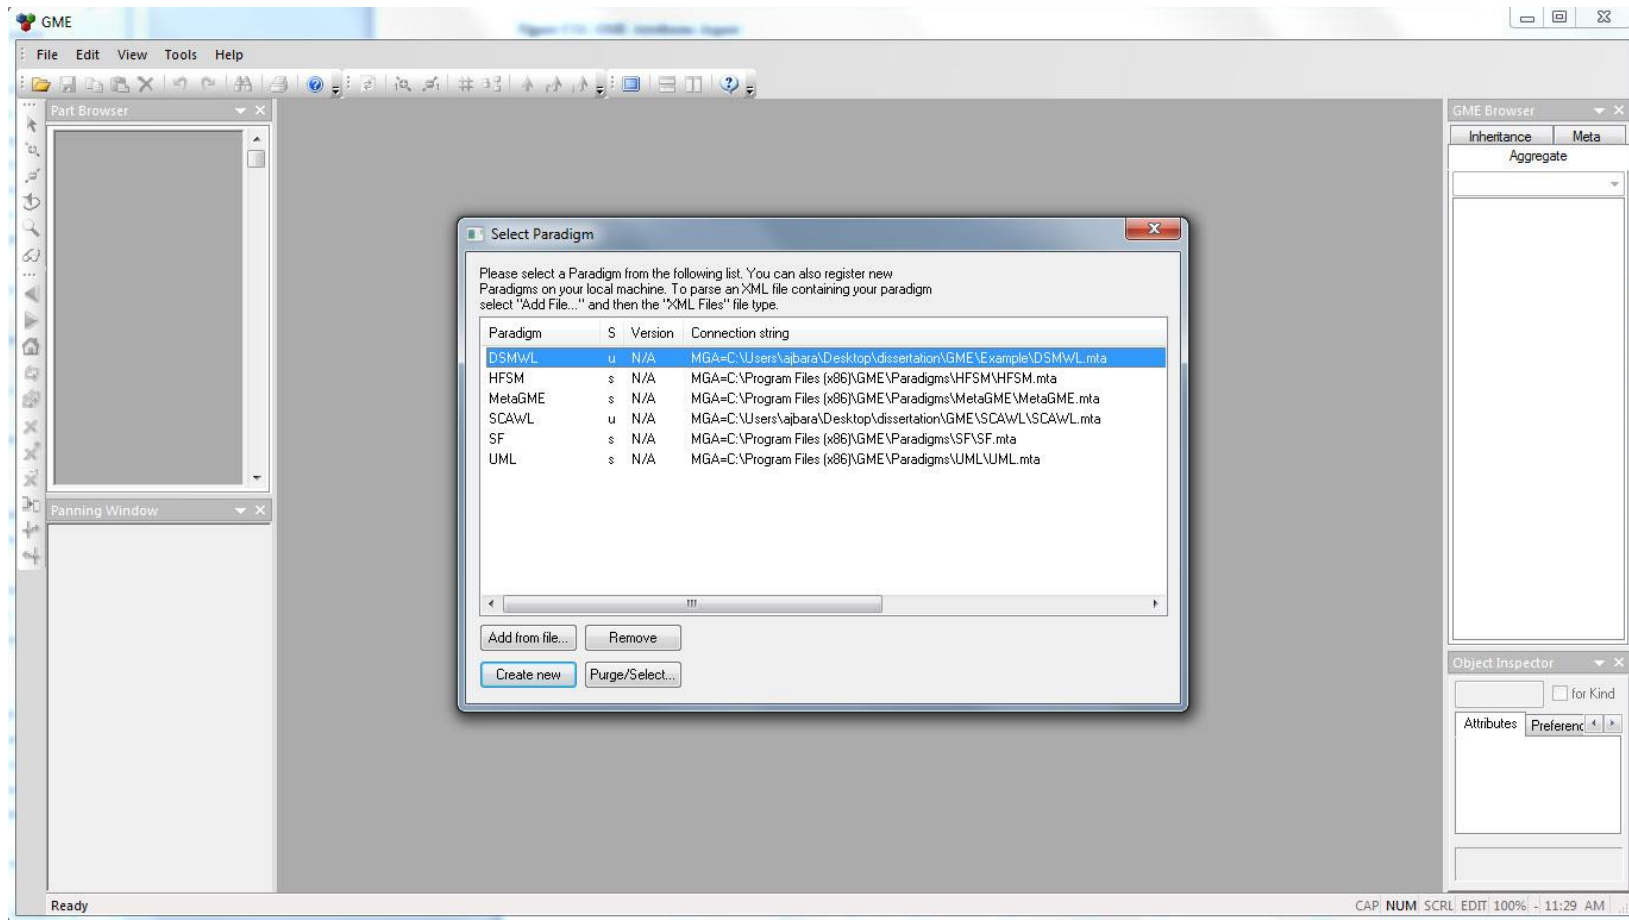 GME
File Edit View Tools Help
Part Browser
GME Browser
Inheritance Meta
Aggregate
Select Paradigm
Please select a Paradigm from the following list. You can also register new
Paradigms on your local machine. To parse an XML file containing your paradigm
select "Add File..." and then the "XML Files" file type.
Paradigm S Version Connection string
DSMWL u N/A MGA=C:\Users\ajbara\Desktop\dissertation\GME\Example\DSMWL.mta
HFSM s N/A MGA=C:\Program Files (x86)\GME\Paradigms\HFSM\HFSM.mta
MetaGME s N/A MGA=C:\Program Files (x86)\GME\Paradigms\MetaGME\MetaGME.mta
SCAWL u N/A MGA=C:\Users\ajbara\Desktop\dissertation\GME\SCAWL\SCAWL.mta
SF s N/A MGA=C:\Program Files (x86)\GME\Paradigms\SF\SF.mta
UML s N/A MGA=C:\Program Files (x86)\GME\Paradigms\UML\UML.mta
Panning Window
Add from file... Remove
Create new Purge/Select...
Object Inspector
for Kind
Attributes Preferenc
Ready
CAP NUM SCRL EDIT 100% - 11:29 AM